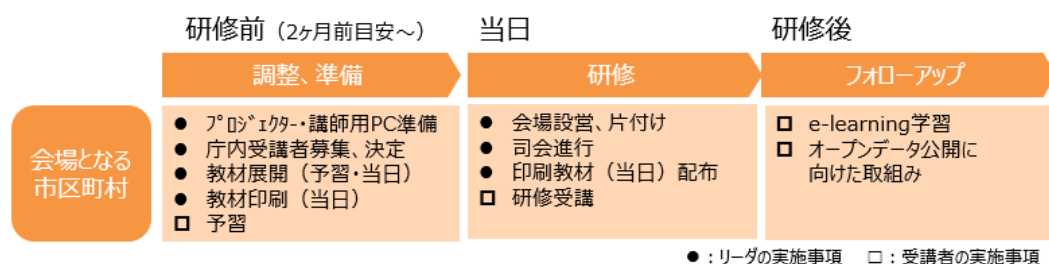 研修前（2ヶ月前目安～）
当日
研修後
調整、準備
研修
フォローアップ
会場となる
市区町村
● ﾌﾟﾛｼﾞｪｸﾀｰ・講師用PC準備
● 庁内受講者募集、決定
● 教材展開（予習・当日）
● 教材印刷（当日）
□ 予習
● 会場設営、片付け
● 司会進行
● 印刷教材（当日）配布
□ 研修受講
□ e-learning学習
□ オープンデータ公開に
向けた取組み
●：リーダの実施事項　□：受講者の実施事項